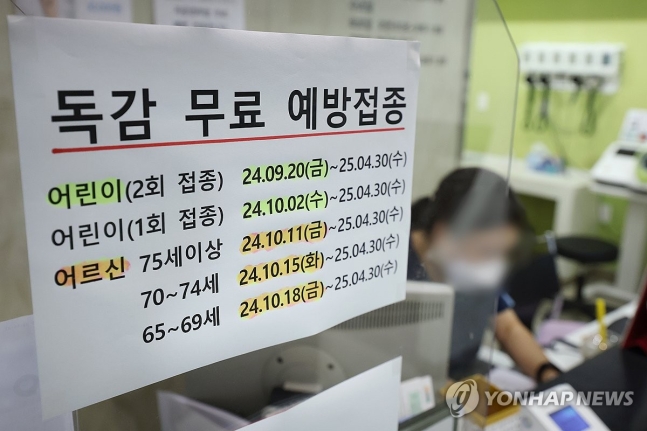 독감 무료 예방접종
어린이(2회 접종) 24.09.20(금)~25.04.30(수)
어린이(1회 접종) 24.10.02(수)~25.04.30(수)
어르신 75세이상 24.10.11(금)~25.04.30(수)
70~74세 24.10.15(화)~25.04.30(수)
65~69세 24.10.18(금)~25.04.30(수)
YONHAPNEWS